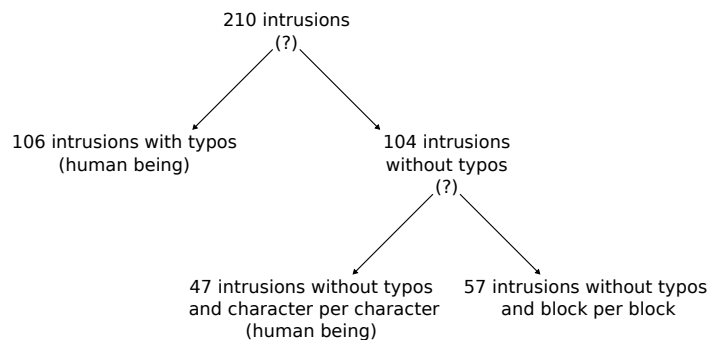 210 intrusions
(?)
106 intrusions with typos
(human being)
104 intrusions
without typos
(?)
47 intrusions without typos
and character per character
(human being)
57 intrusions without typos
and block per block